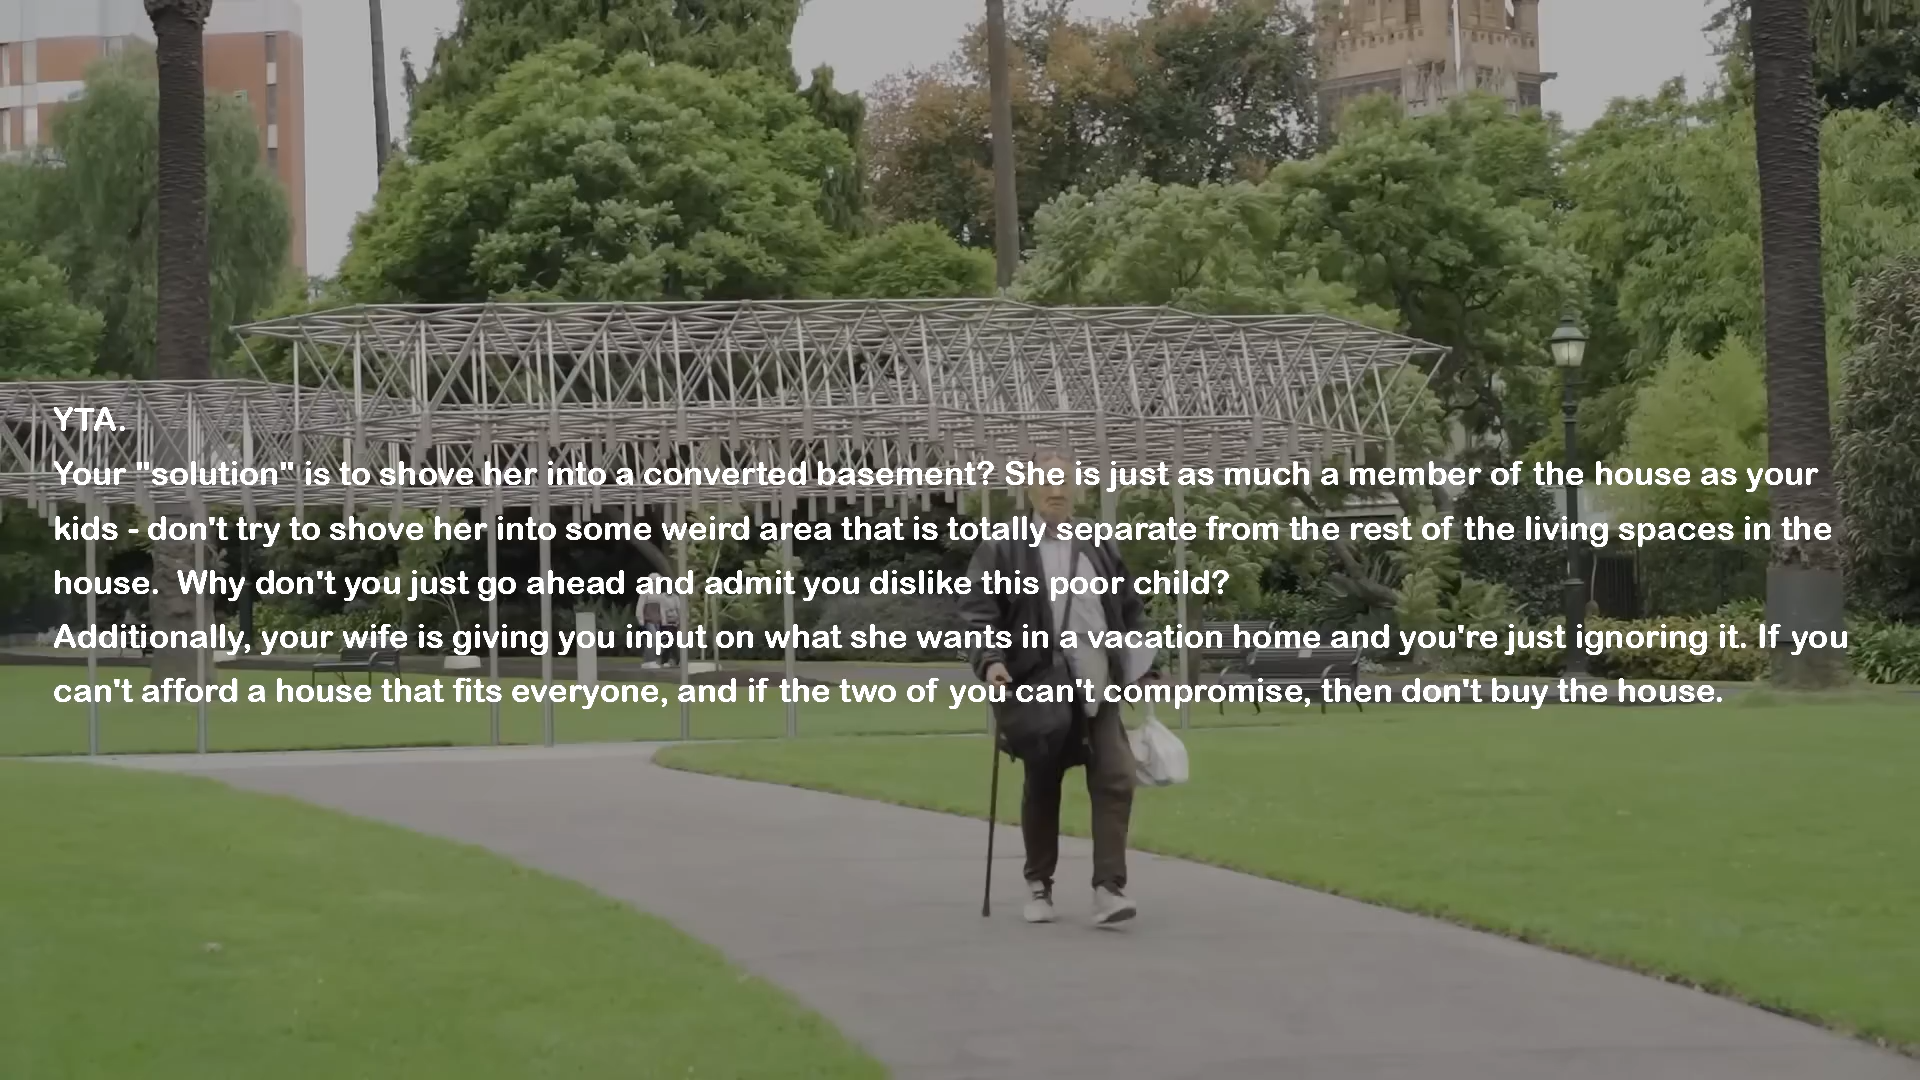 YTA.
Your "solution" is to shove her into a converted basement? She is just as much a member of the house as your
kids - don't try to shove her into some weird area that is totally separate from the rest of the living spaces in the
house.  Why don't you just go ahead and admit you dislike this poor child?
Additionally, your wife is giving you input on what she wants in a vacation home and you're just ignoring it. If you
can't afford a house that fits everyone, and if the two of you can't compromise, then don't buy the house.